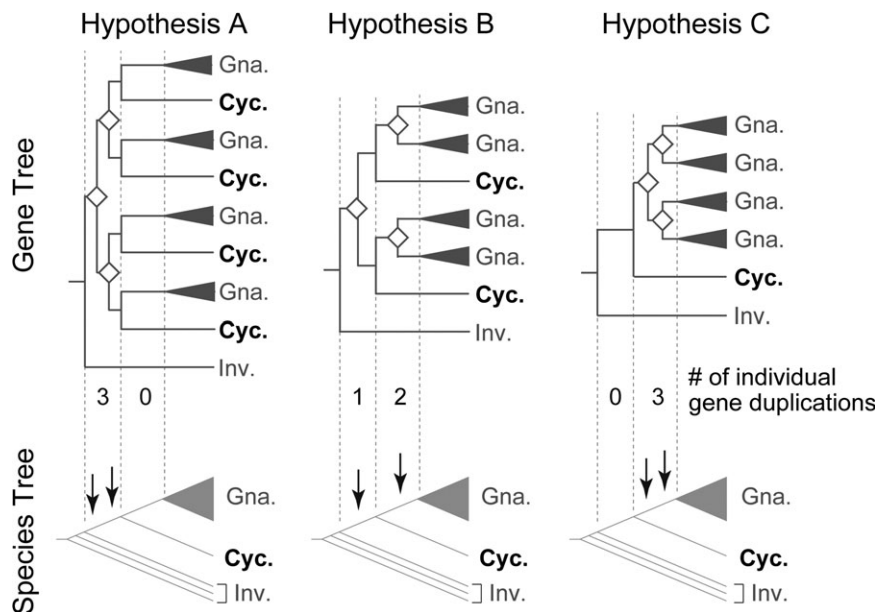 Hypothesis A
Hypothesis B
Hypothesis C
Gene Tree
Gna.
Cyc.
Gna.
Cyc.
Gna.
Cyc.
Gna.
Cyc.
Inv.
3 0
Gna.
Gna.
Cyc.
Gna.
Gna.
Cyc.
Inv.
1 2
Gna.
Gna.
Gna.
Gna.
Cyc.
Inv.
0 3
# of individual
gene duplications
Species Tree
Gna.
Cyc.
Inv.
Gna.
Cyc.
Inv.
Gna.
Cyc.
Inv.